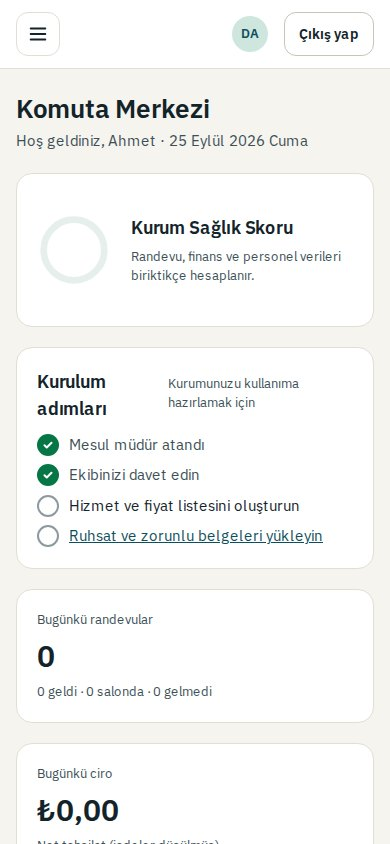 DA
Çıkış yap
Komuta Merkezi
Hoş geldiniz, Ahmet · 25 Eylül 2026 Cuma
Kurum Sağlık Skoru
Randevu, finans ve personel verileri
biriktikçe hesaplanır.
Kurulum
adımları
Kurumunuzu kullanıma
hazırlamak için
Mesul müdür atandı
Ekibinizi davet edin
Hizmet ve fiyat listesini oluşturun
Ruhsat ve zorunlu belgeleri yükleyin
Bugünkü randevular
0
0 geldi · 0 salonda · 0 gelmedi
Bugünkü ciro
₺0,00